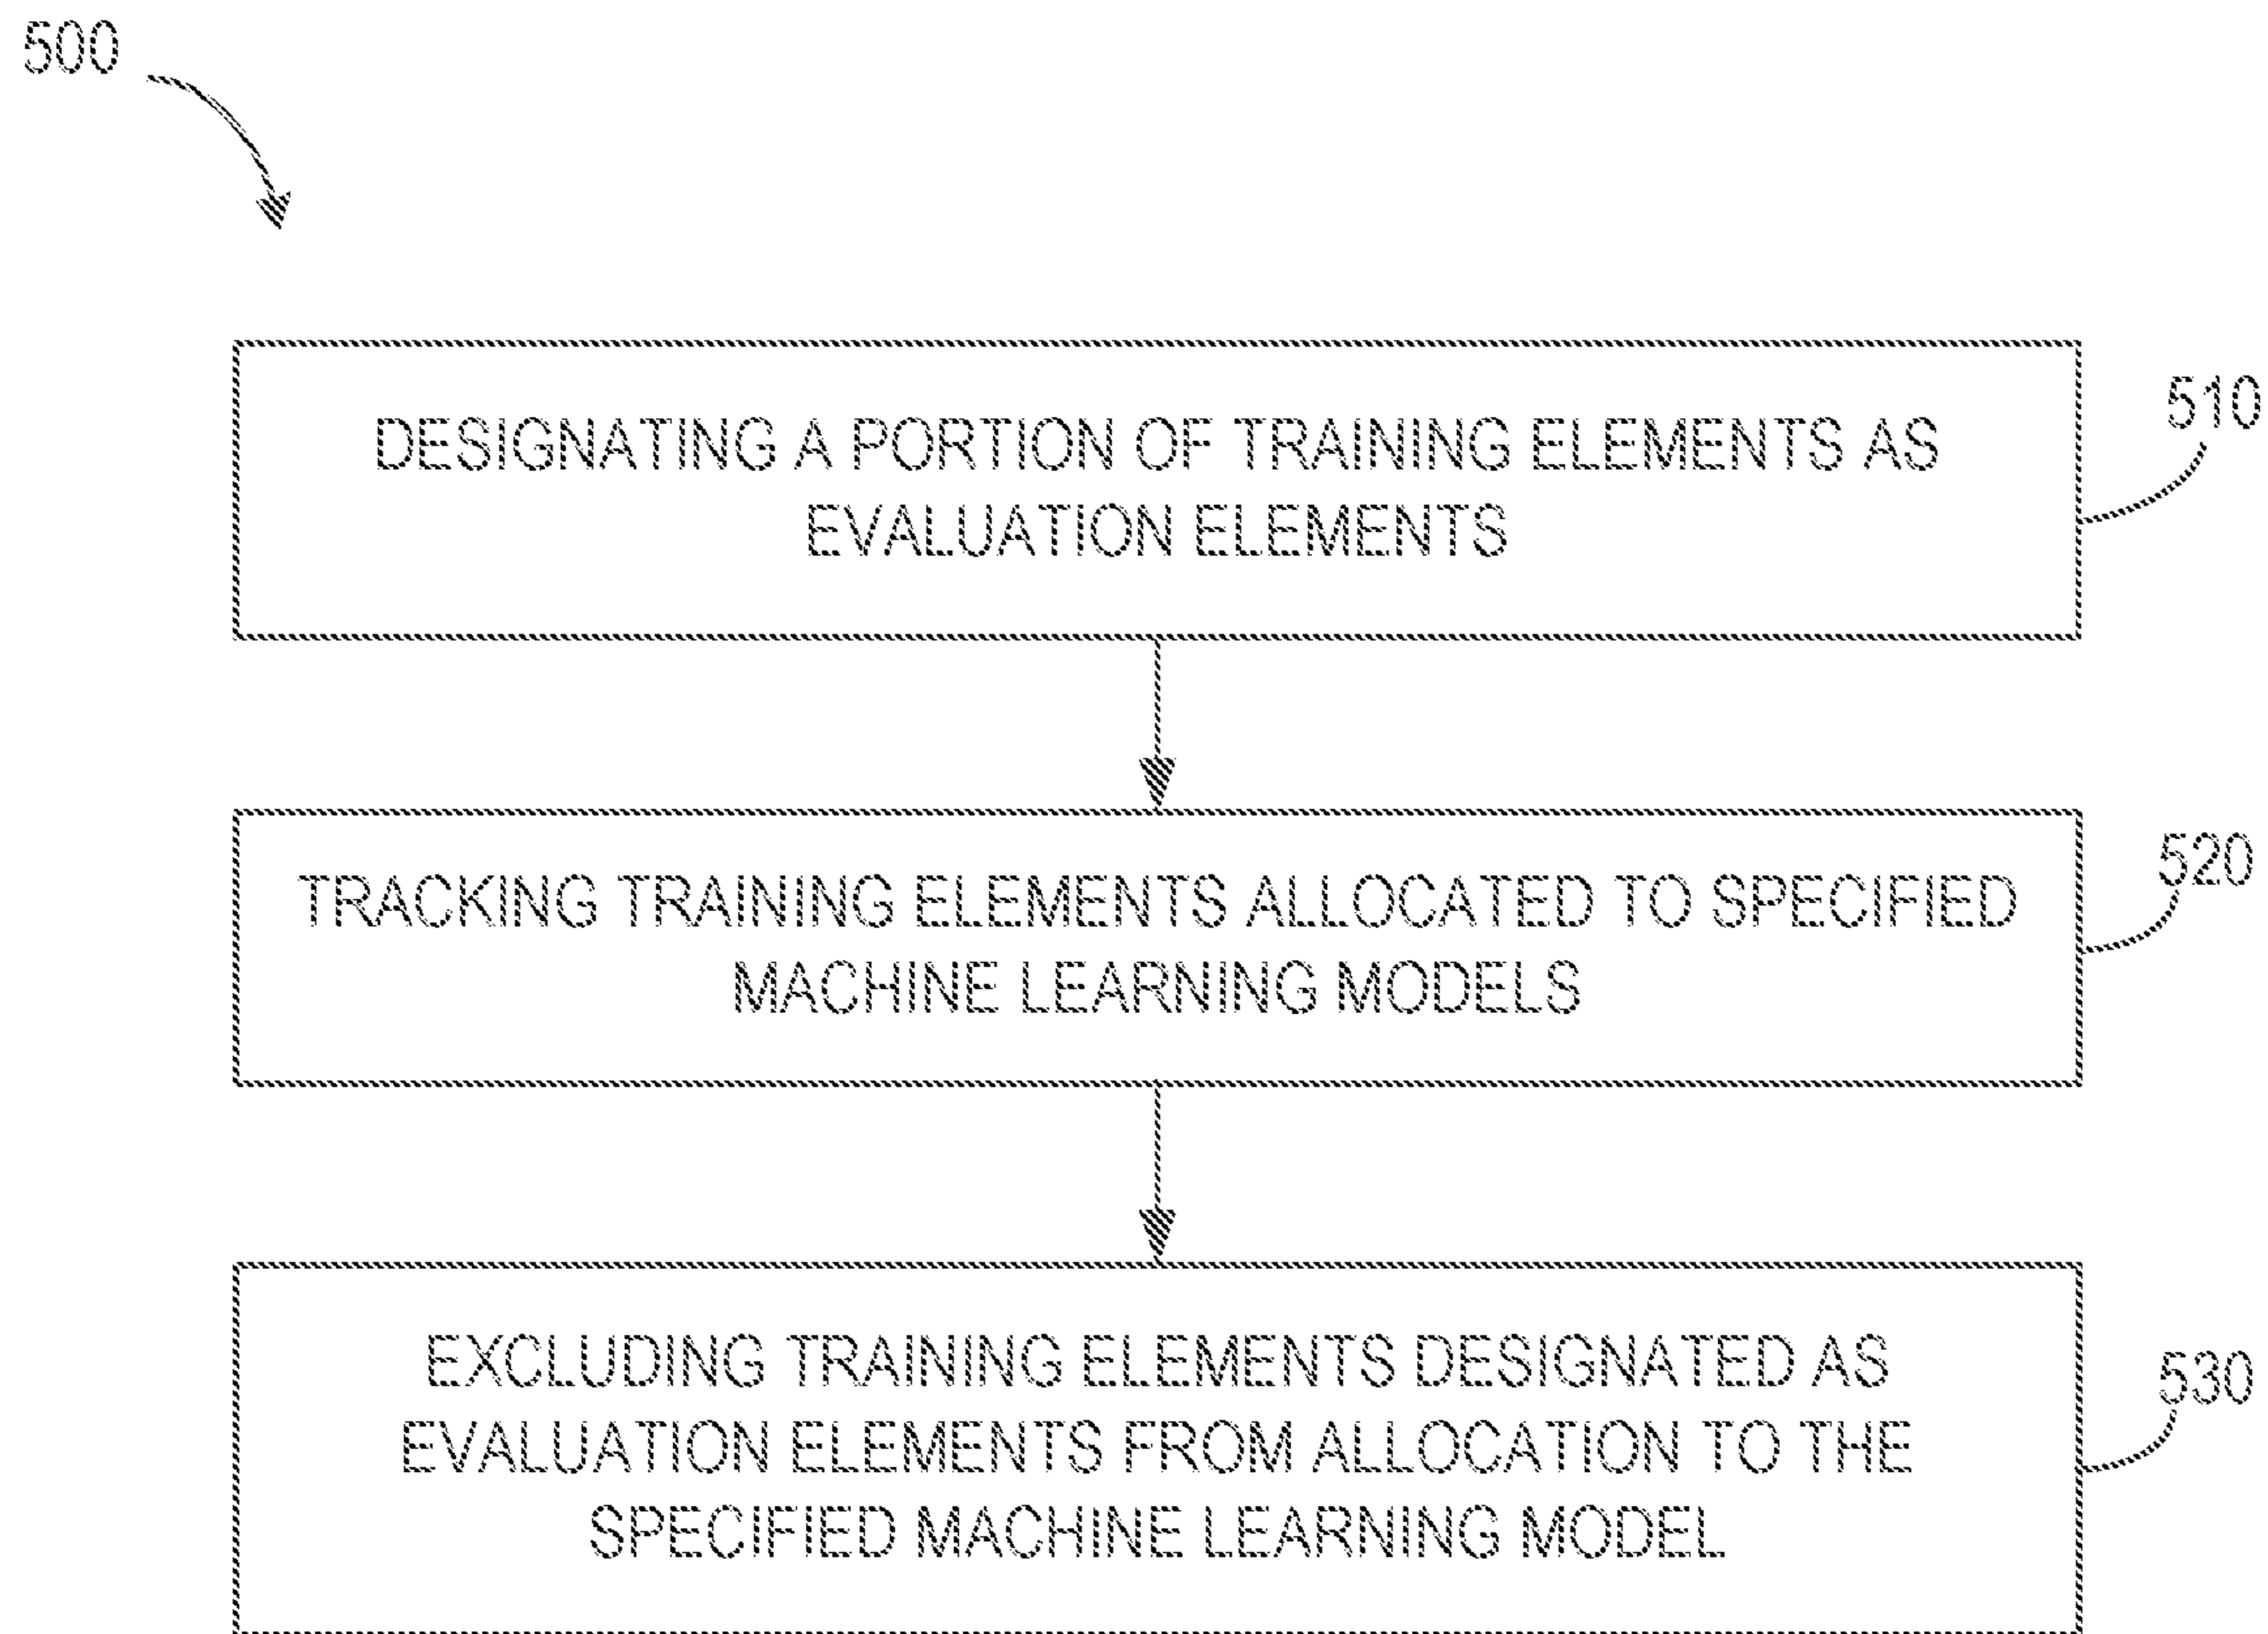 500
DESIGNATING A PORTION OF TRAINING ELEMENTS AS
EVALUATION ELEMENTS
510
TRACKING TRAINING ELEMENTS ALLOCATED TO SPECIFIED
MACHINE LEARNING MODELS
520
EXCLUDING TRAINING ELEMENTS DESIGNATED AS
EVALUATION ELEMENTS FROM ALLOCATION TO THE
SPECIFIED MACHINE LEARNING MODEL
530